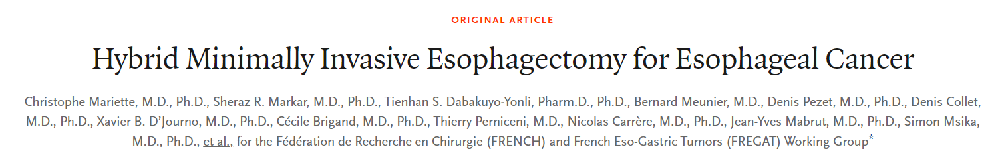 ORIGINAL ARTICLE
Hybrid Minimally Invasive Esophagectomy for Esophageal Cancer
Christophe Mariette, M.D., Ph.D., Sheraz R. Markar, M.D., Ph.D., Tienhan S. Dabakuyo-Yonli, Pharm.D., Ph.D., Bernard Meunier, M.D., Denis Pezet, M.D., Ph.D., Denis Collet,
M.D., Ph.D., Xavier B. D’Journo, M.D., Ph.D., Cécile Brigand, M.D., Ph.D., Thierry Perniceni, M.D., Nicolas Carrère, M.D., Ph.D., Jean-Yves Mabrut, M.D., Ph.D., Simon Msika,
M.D., Ph.D., et al., for the Fédération de Recherche en Chirurgie (FRENCH) and French Eso-Gastric Tumors (FREGAT) Working Group*